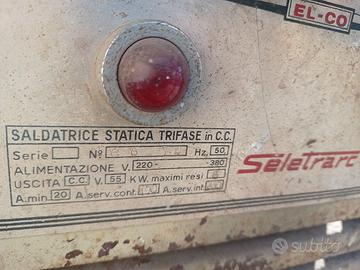 EL-CO
SALDATRICE STATICA TRIFASE in C.C.
Serie Nº Hz. 50
ALIMENTAZIONE V. 220- -380
USCITA C.C. V. 55 KW. maximi resi
A. min 20 A. serv. cont. A. serv. int.
Seletrarc
subito